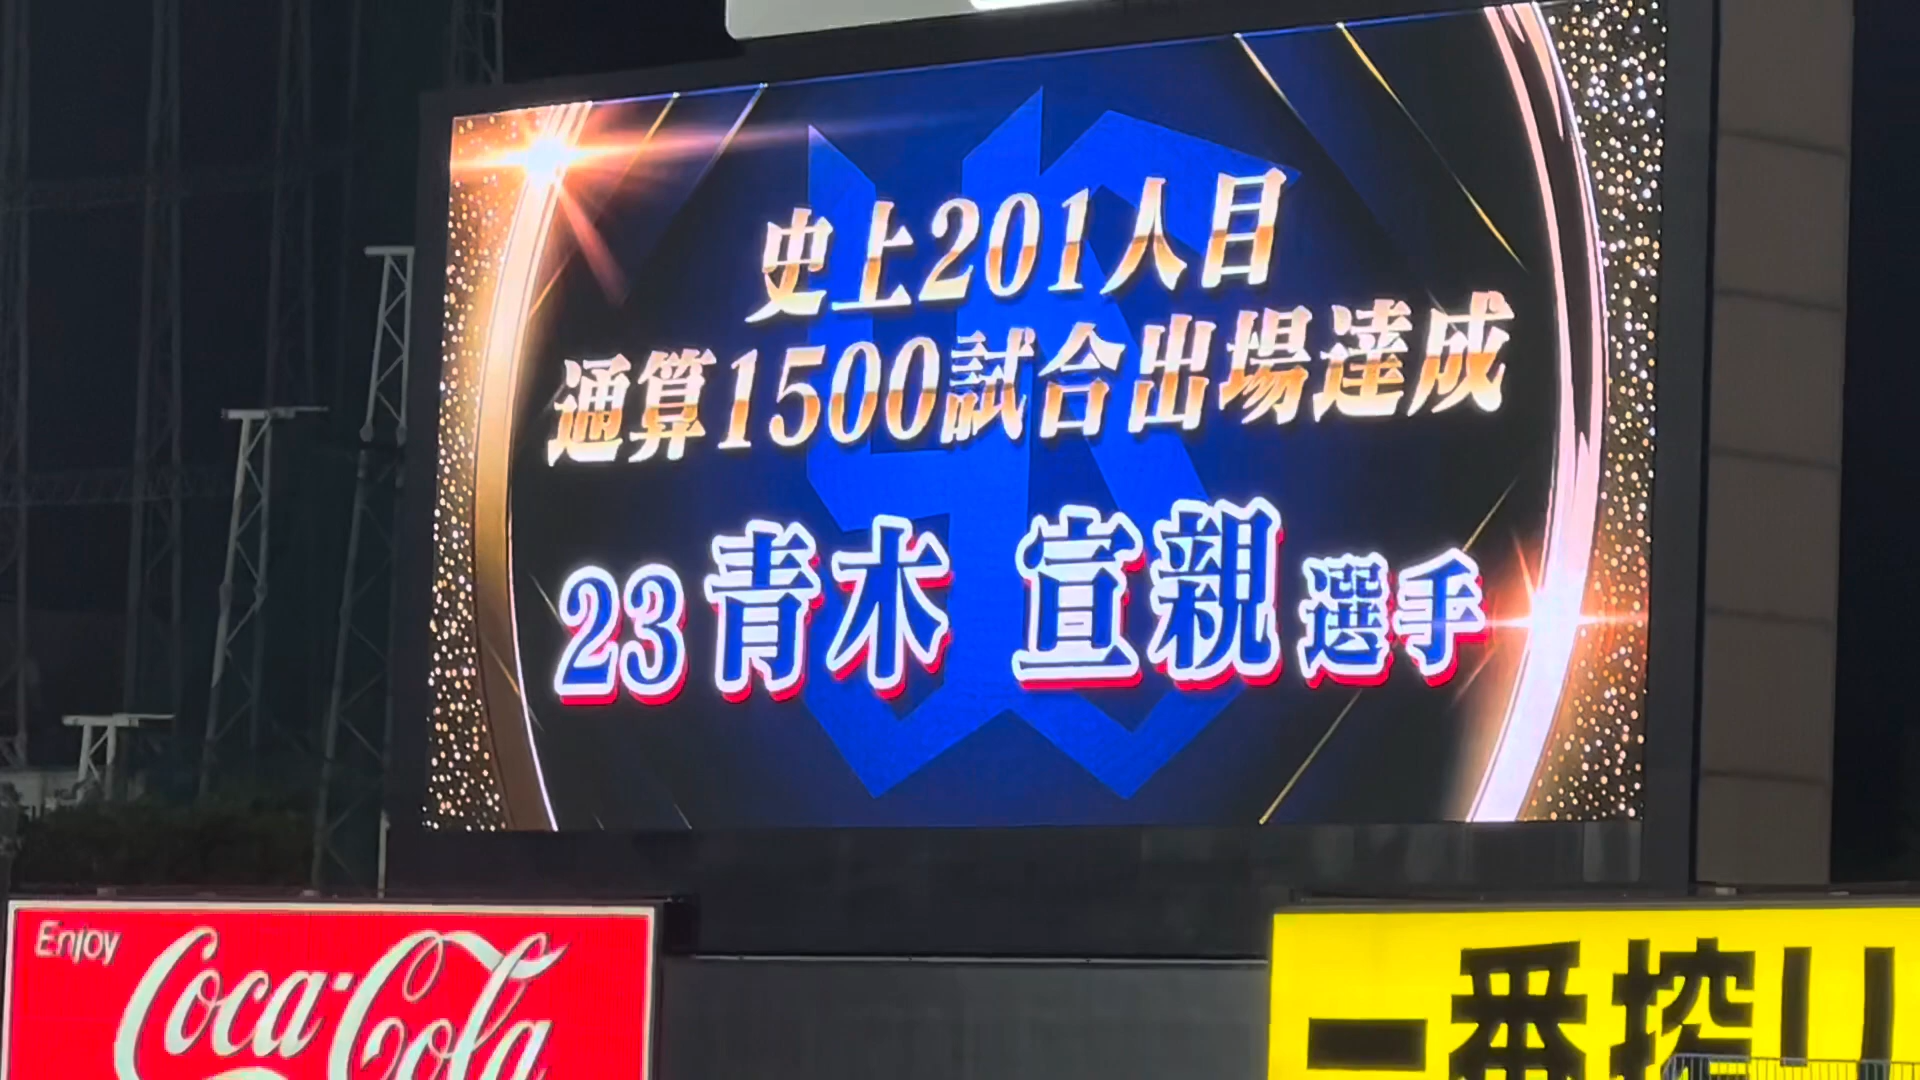 史上201人目
通算1500試合出場達成
23 青木 宣親 選手
Enjoy
Coca-Cola
一番搾り